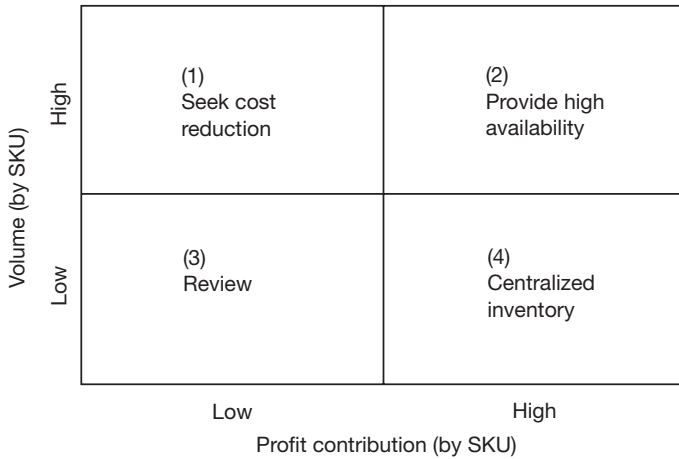 Volume (by SKU)
High
Low
(1)
Seek cost
reduction
(2)
Provide high
availability
(3)
Review
(4)
Centralized
inventory
Low
High
Profit contribution (by SKU)